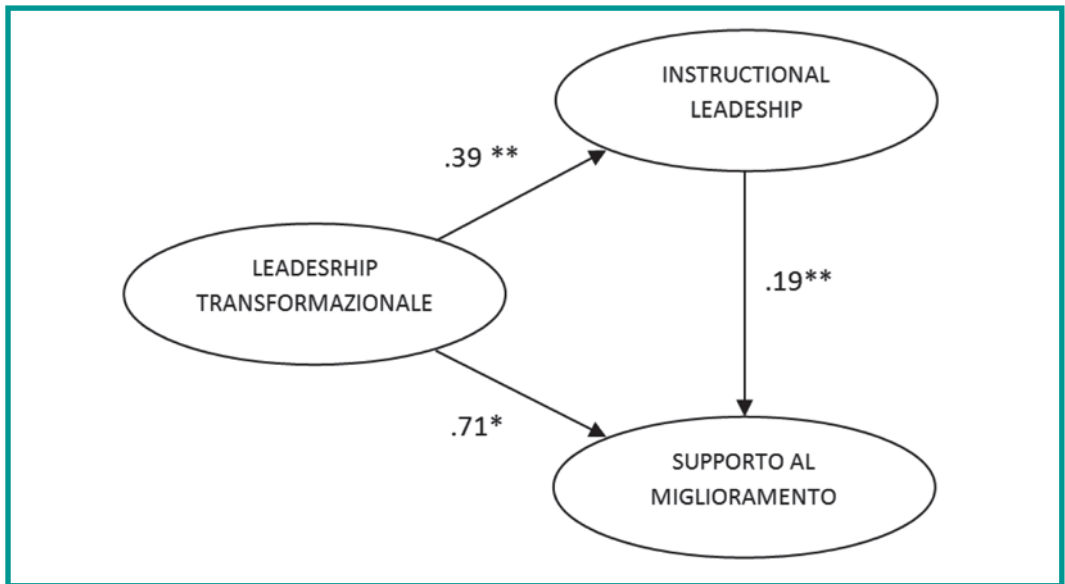 INSTRUCTIONAL
LEADESHIP
.39 **
LEADESRHIP
TRANSFORMAZIONALE
.19**
.71*
SUPPORTO AL
MIGLIORAMENTO